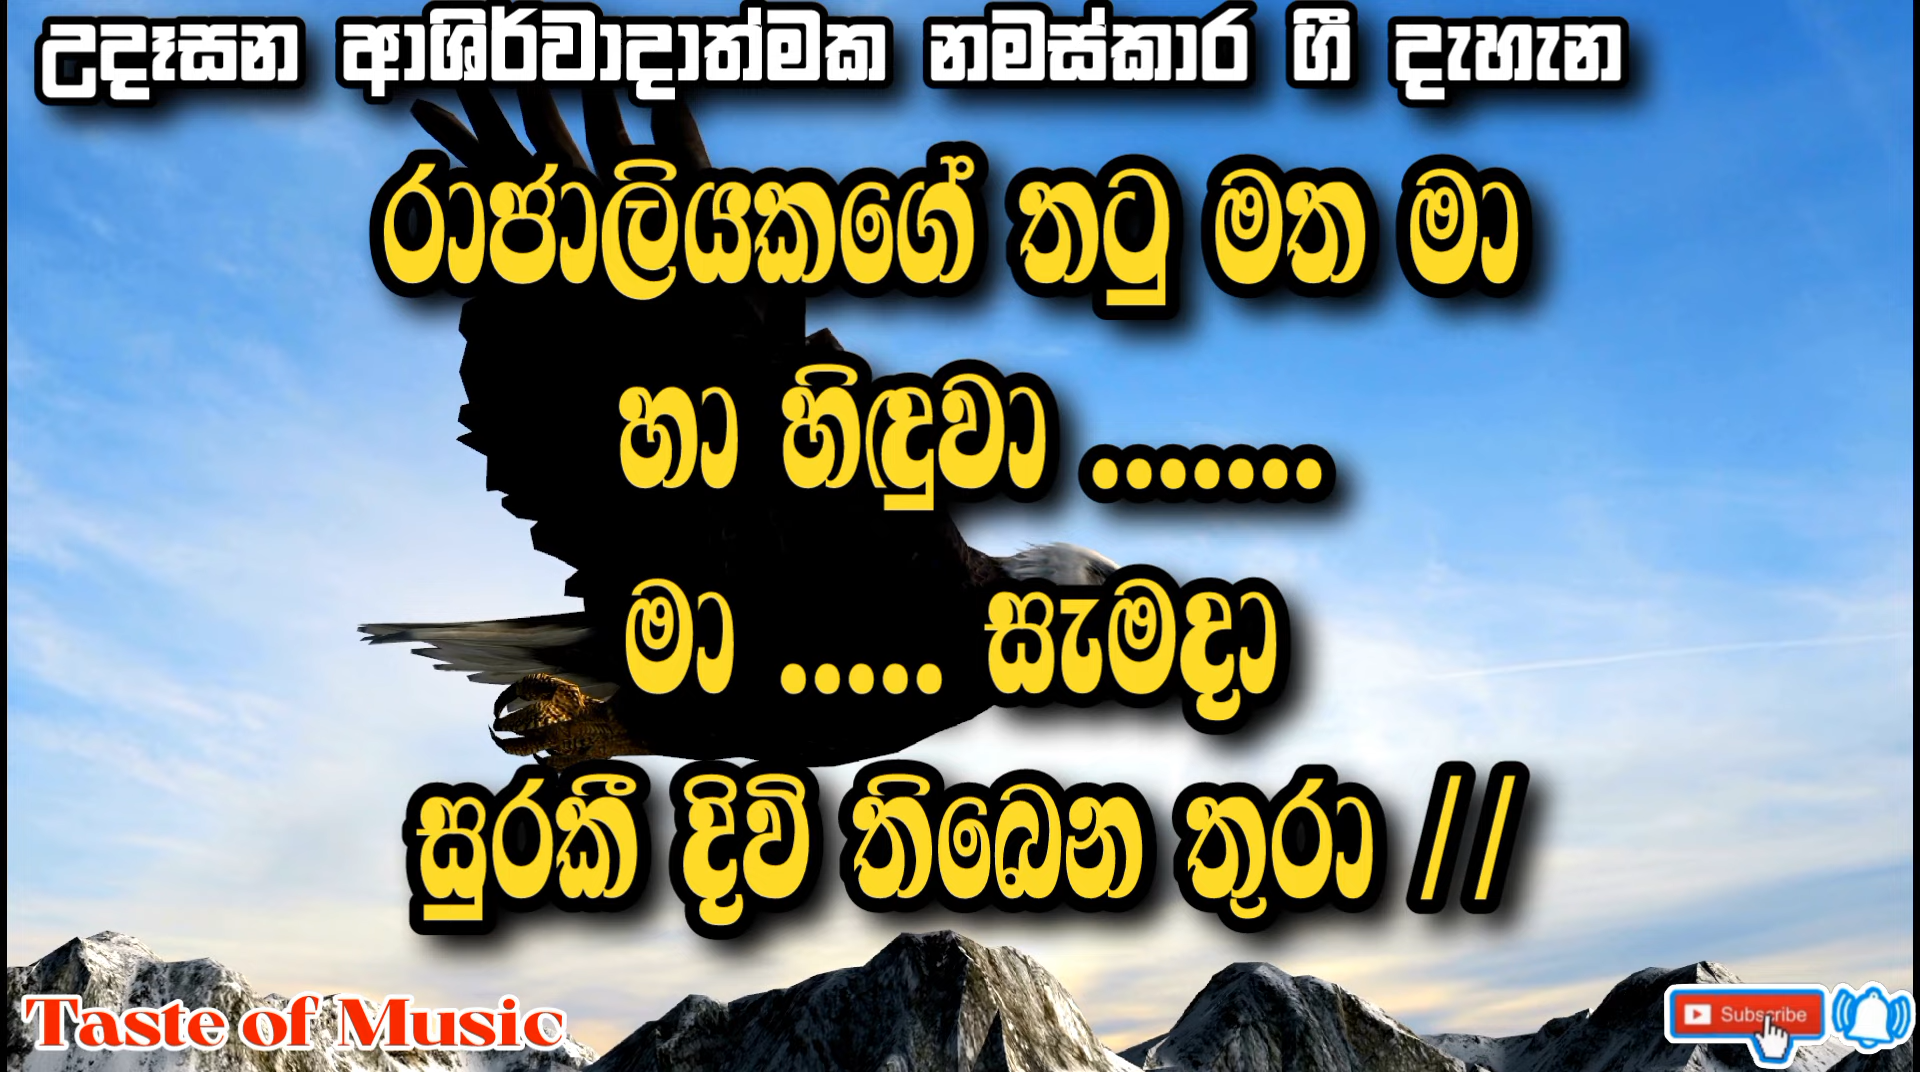 උදෑසන ආශිර්වාදාත්මක නමස්කාර ගී දැහැන
රාජාලියකගේ තටු මත මා
හා හිඳුවා .......
මා ..... සැමදා
සුරකී දිවි තිබෙන තුරා //
Taste of Music
Subscribe